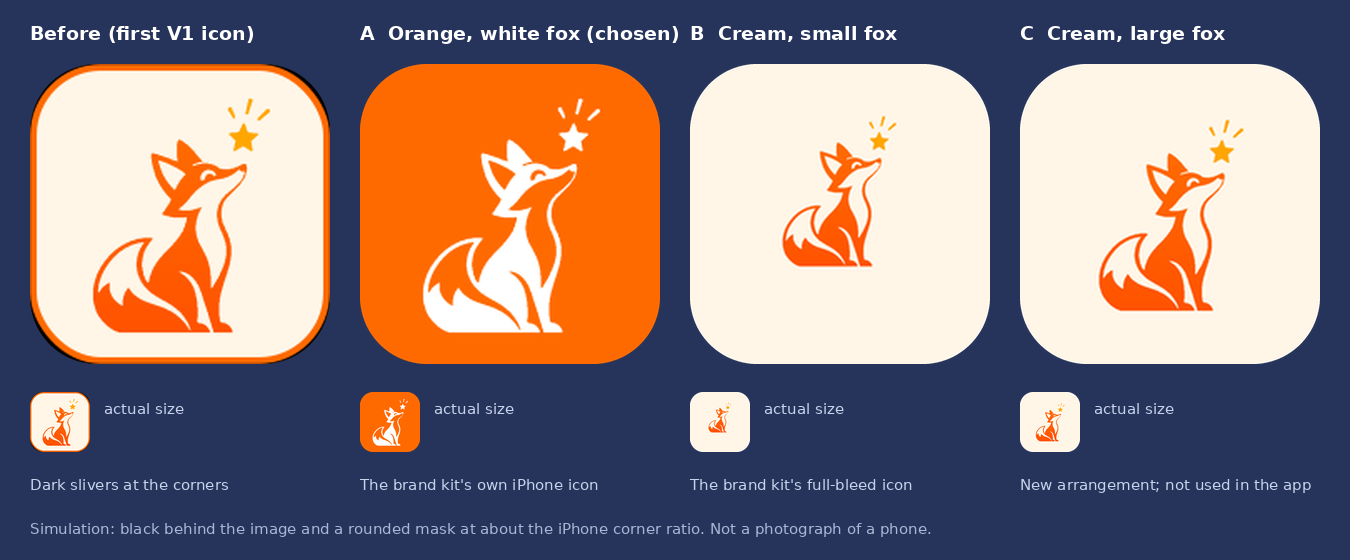 Before (first V1 icon)
A Orange, white fox (chosen)
B Cream, small fox
C Cream, large fox
actual size
actual size
actual size
actual size
Dark slivers at the corners
The brand kit's own iPhone icon
The brand kit's full-bleed icon
New arrangement; not used in the app
Simulation: black behind the image and a rounded mask at about the iPhone corner ratio. Not a photograph of a phone.